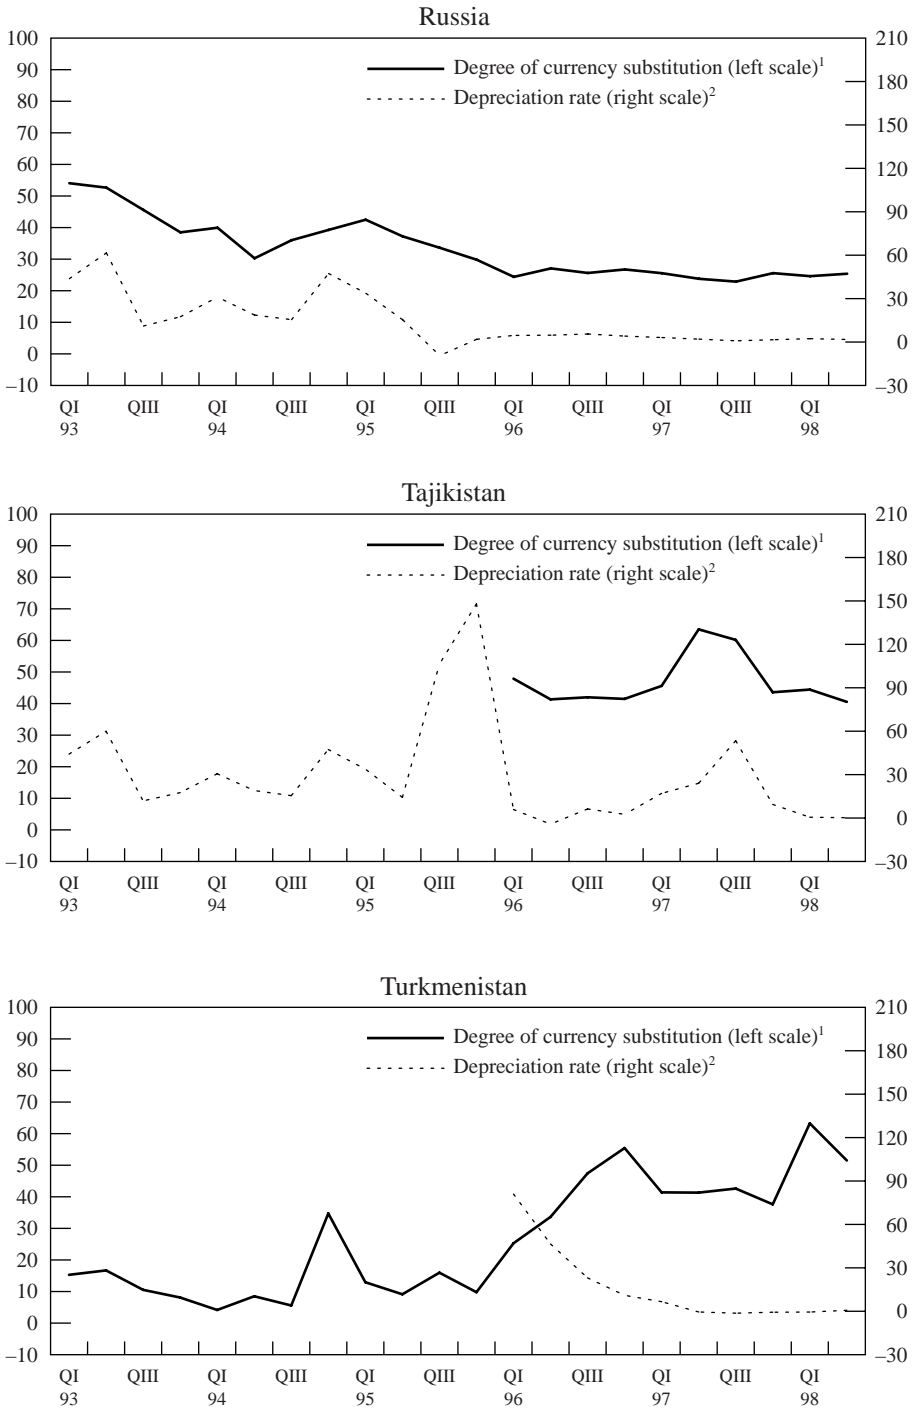 Russia
100 210
90
Degree of currency substitution (left scale)¹
80 180
Depreciation rate (right scale)²
70 150
60 120
50
40 90
30 60
20 30
10
0 0
–10 –30
QI QIII QI QIII QI QIII QI QIII QI QIII QI
93 94 95 96 97 98
Tajikistan
100 210
90
Degree of currency substitution (left scale)¹
80 180
Depreciation rate (right scale)²
70 150
60 120
50
40 90
30 60
20 30
10
0 0
–10 –30
QI QIII QI QIII QI QIII QI QIII QI QIII QI
93 94 95 96 97 98
Turkmenistan
100 210
90
Degree of currency substitution (left scale)¹
80 180
Depreciation rate (right scale)²
70 150
60 120
50
40 90
30 60
20 30
10
0 0
–10 –30
QI QIII QI QIII QI QIII QI QIII QI QIII QI
93 94 95 96 97 98